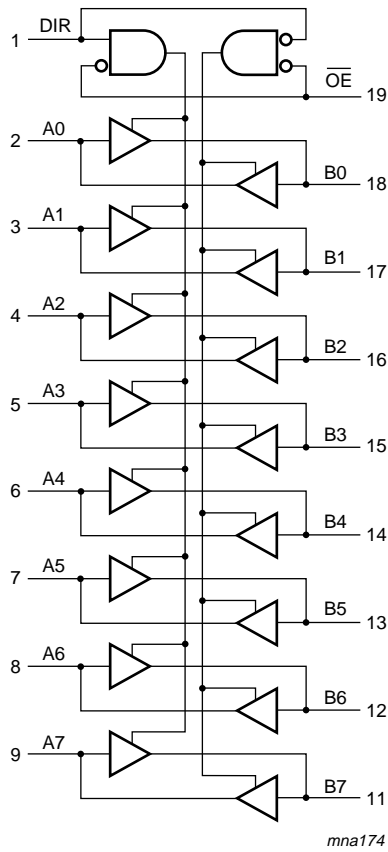 1 DIR
O̅E̅ 19
2 A0
B0 18
3 A1
B1 17
4 A2
B2 16
5 A3
B3 15
6 A4
B4 14
7 A5
B5 13
8 A6
B6 12
9 A7
B7 11
mna174